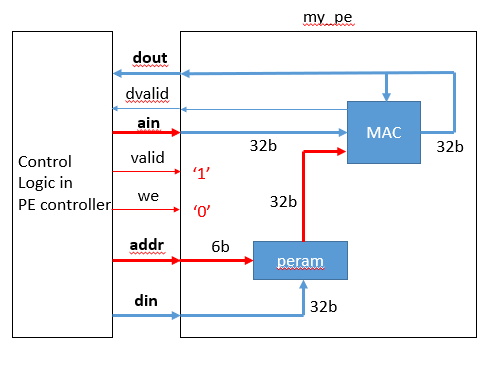 my_pe
dout
dvalid
ain
MAC
32b
32b
Control
Logic in
PE controller
valid
'1'
we
'0'
32b
addr
6b
peram
din
32b